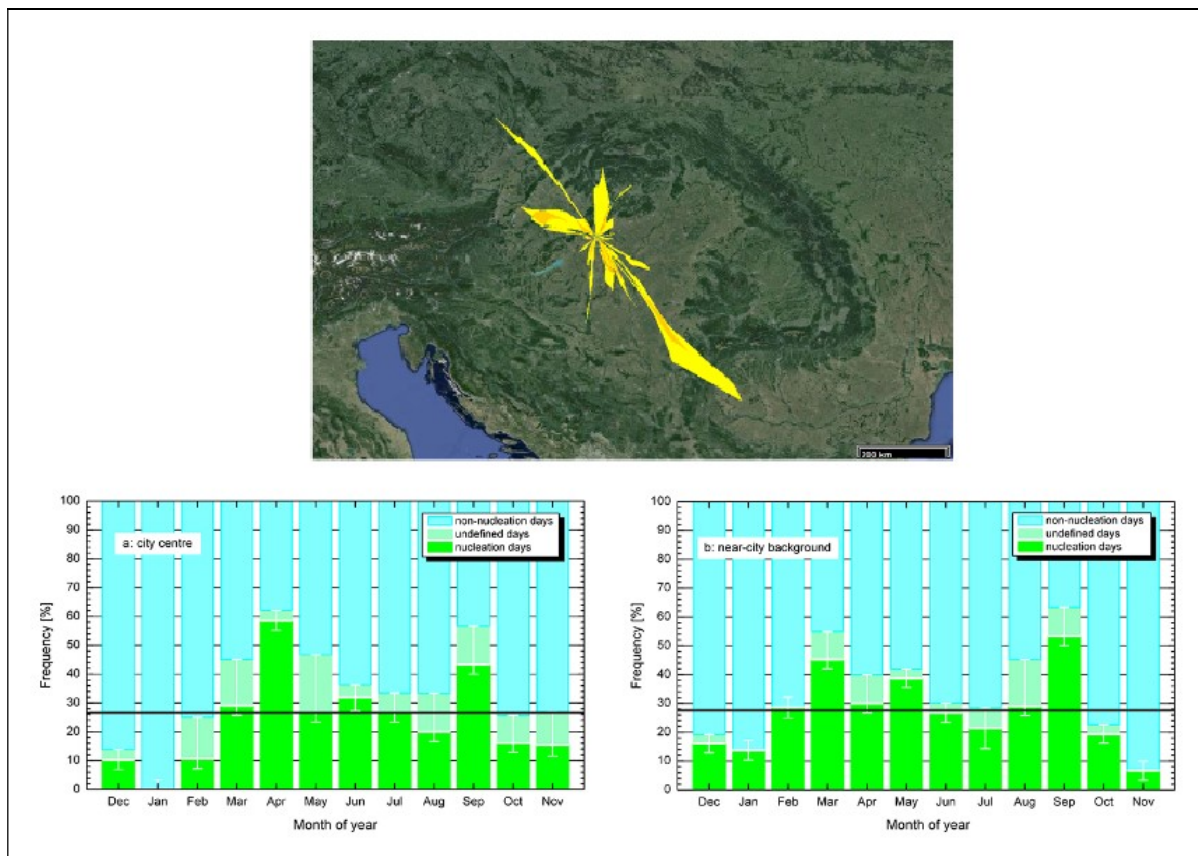 200 km
100
90
80
70
60
50
40
30
20
10
0
Frequency [%]
a: city centre
non-nucleation days
undefined days
nucleation days
Dec Jan Feb Mar Apr May Jun Jul Aug Sep Oct Nov
Month of year
100
90
80
70
60
50
40
30
20
10
0
Frequency [%]
b: near-city background
non-nucleation days
undefined days
nucleation days
Dec Jan Feb Mar Apr May Jun Jul Aug Sep Oct Nov
Month of year